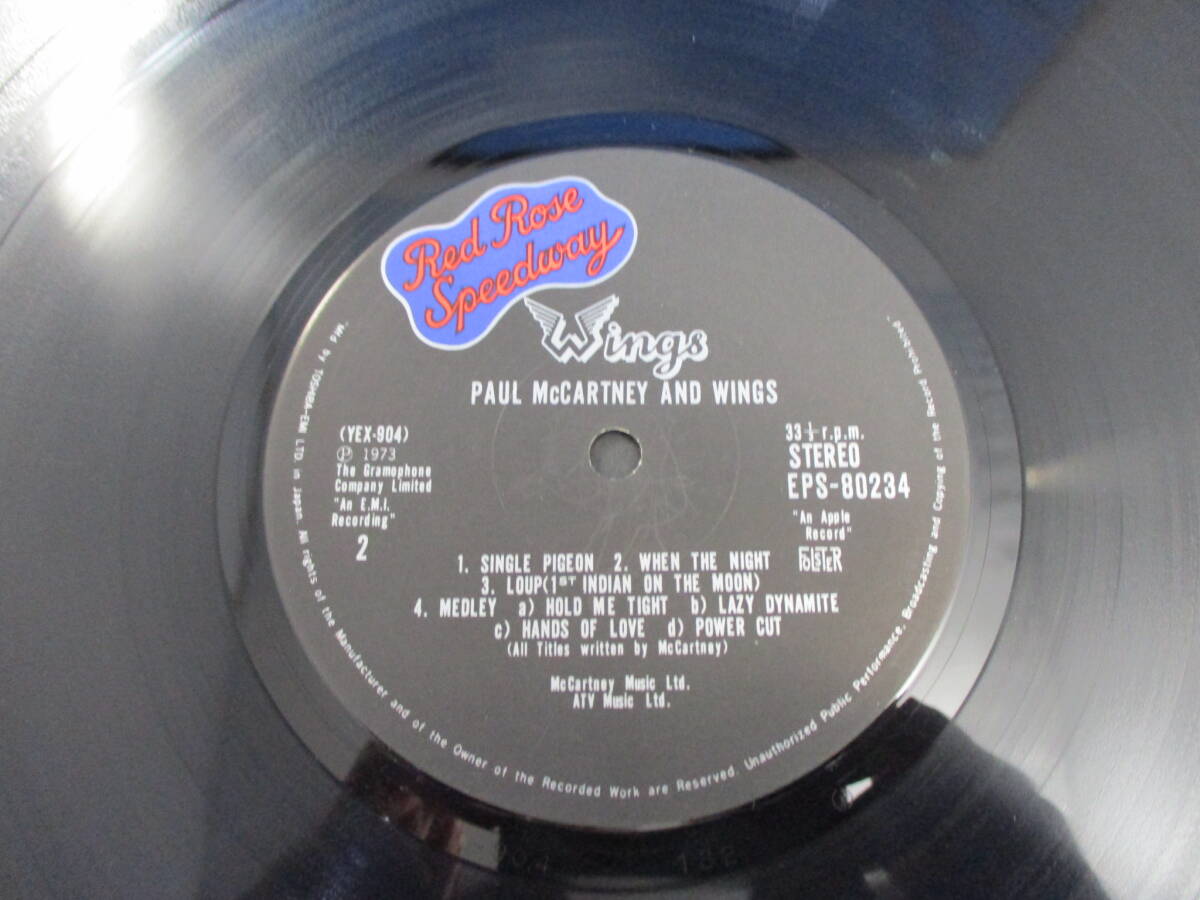 Red Rose
Speedway
Wings
PAUL McCARTNEY AND WINGS
(YEX-904)
Ⓟ 1973
The Gramophone
Company Limited
"An E.M.I.
Recording"
2
33⅓ r.p.m.
STEREO
EPS-80234
"An Apple
Record"
FOLSTER
1. SINGLE PIGEON 2. WHEN THE NIGHT
3. LOUP(1ST INDIAN ON THE MOON)
4. MEDLEY a) HOLD ME TIGHT b) LAZY DYNAMITE
c) HANDS OF LOVE d) POWER CUT
(All Titles written by McCartney)
McCartney Music Ltd.
ATV Music Ltd.
"Mfd by TOSHIBA-EMI LTD in Japan. All rights of the Manufacturer and of the Owner of the Recorded Work are Reserved. Unauthorized Public Performance, Broadcasting and Copying of the Record Prohibited"